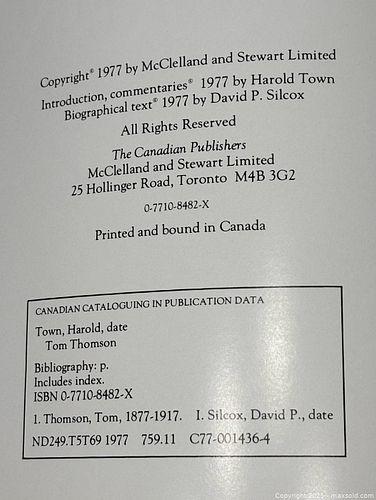 Copyright® 1977 by McClelland and Stewart Limited
Introduction, commentaries® 1977 by Harold Town
Biographical text® 1977 by David P. Silcox
All Rights Reserved
The Canadian Publishers
McClelland and Stewart Limited
25 Hollinger Road, Toronto M4B 3G2
0-7710-8482-X
Printed and bound in Canada
CANADIAN CATALOGUING IN PUBLICATION DATA
Town, Harold, date
Tom Thomson
Bibliography: p.
Includes index.
ISBN 0-7710-8482-X
1. Thomson, Tom, 1877-1917. I. Silcox, David P., date
ND249.T5T69 1977 759.11 C77-001436-4
Copyright 2025 - maxsold.com